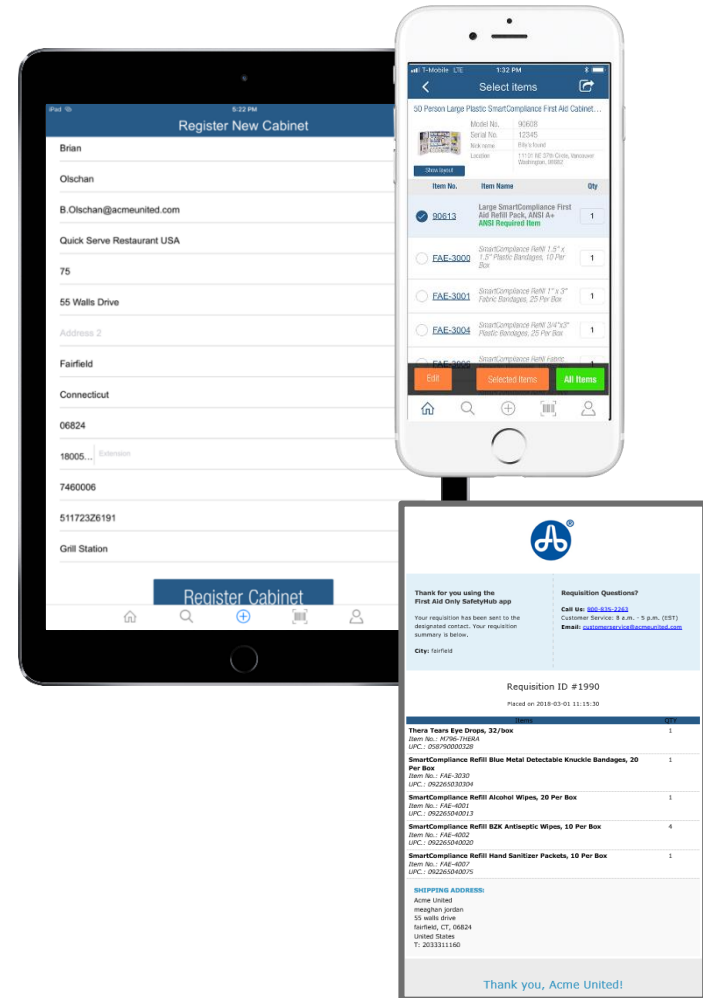 iPad
5:22 PM
Register New Cabinet
Brian
Olschan
B.Olschan@acmeunited.com
Quick Serve Restaurant USA
75
55 Walls Drive
Address 2
Fairfield
Connecticut
06824
18005... Extension
7460006
511723Z6191
Grill Station
Register Cabinet
T-Mobile LTE 1:32 PM
Select items
50 Person Large Plastic SmartCompliance First Aid Cabinet...
Model No. 90608
Serial No. 12345
Nick name
Location 11101 NE 37th Circle, Vancouver
Washington, 98682
Show layout
Item No. Item Name Qty
90613 Large SmartCompliance First
Aid Refill Pack, ANSI A+
ANSI Required Item
1
FAE-3000 SmartCompliance Refill 1.5" x
1.5" Plastic Bandages, 10 Per
Box
1
FAE-3001 SmartCompliance Refill 1" x 3"
Fabric Bandages, 25 Per Box
1
FAE-3004 SmartCompliance Refill 3/4"x3"
Plastic Bandages, 25 Per Box
1
SmartCompliance Refill Fabric
Edit Selected Items All Items
®
Thank for you using the
First Aid Only SafetyHub app
Your requisition has been sent to the
designated contact. Your requisition
summary is below.
City: fairfield
Requisition Questions?
Call Us: 800-835-2263
Customer Service: 8 a.m. - 5 p.m. (EST)
Email: customerservice@acmeunited.com
Requisition ID #1990
Placed on 2018-03-01 11:15:30
Items QTY
Thera Tears Eye Drops, 32/box 1
Item No.: M796-THERA
UPC.: 058790000328
SmartCompliance Refill Blue Metal Detectable Knuckle Bandages, 20 1
Per Box
Item No.: FAE-3030
UPC.: 092265030304
SmartCompliance Refill Alcohol Wipes, 20 Per Box 1
Item No.: FAE-4001
UPC.: 092265040013
SmartCompliance Refill BZK Antiseptic Wipes, 10 Per Box 4
Item No.: FAE-4002
UPC.: 092265040020
SmartCompliance Refill Hand Sanitizer Packets, 10 Per Box 1
Item No.: FAE-4007
UPC.: 092265040075
SHIPPING ADDRESS:
Acme United
meaghan jordan
55 walls drive
fairfield, CT, 06824
United States
T: 2033311160
Thank you, Acme United!